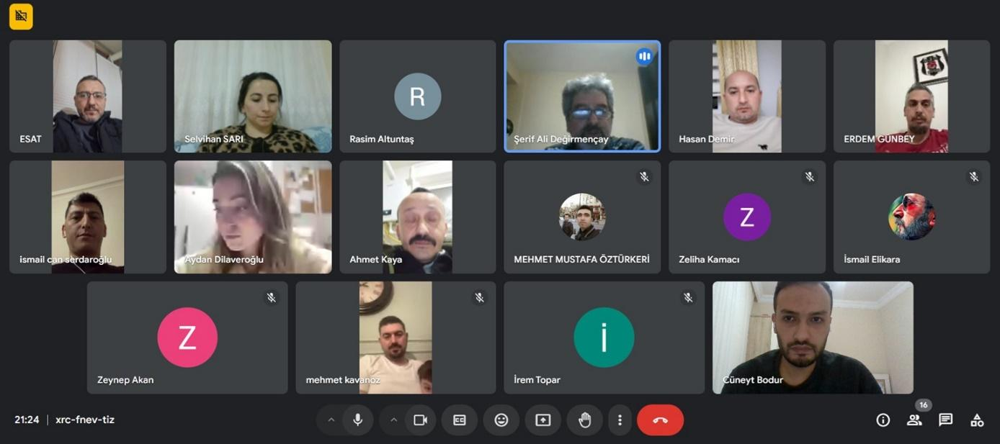 ESAT
Selvihan SARI
R
Rasim Altuntaş
Şerif Ali Değirmençay
Hasan Demir
ERDEM GÜNBEY
ismail can serdaroğlu
Aydan Dilaveroğlu
Ahmet Kaya
MEHMET MUSTAFA ÖZTÜRKERİ
Z
Zeliha Kamacı
İsmail Elikara
Z
Zeynep Akan
mehmet kavanoz
İ
İrem Topar
Cüneyt Bodur
21:24 | xrc-fnev-tiz
CC
16